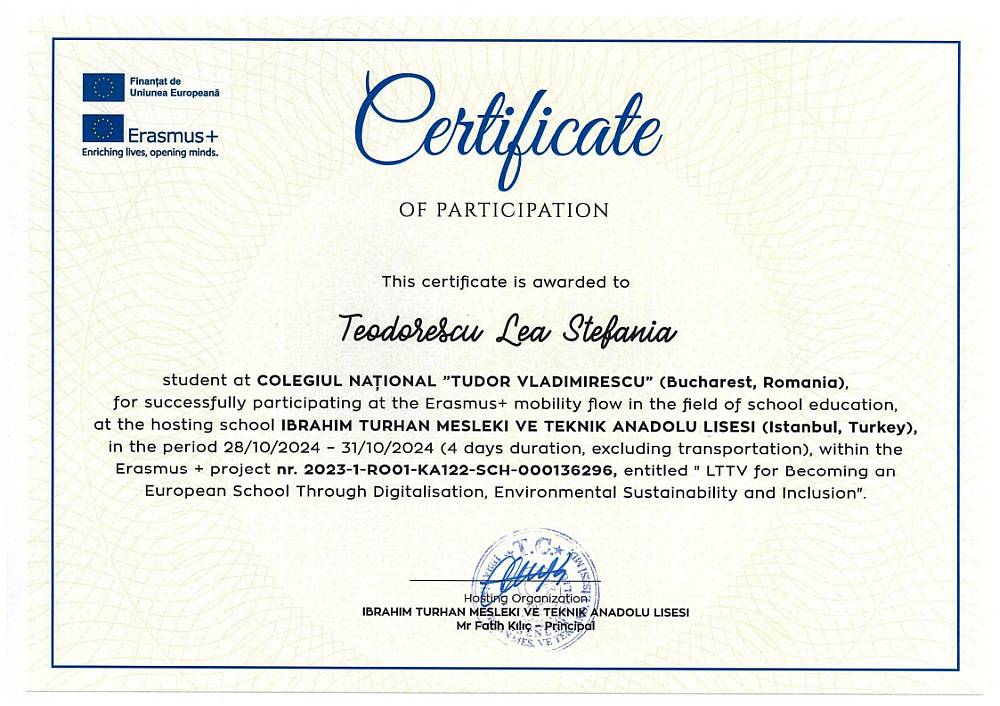 Finanțat de
Uniunea Europeană
Erasmus+
Enriching lives, opening minds.
Certificate
OF PARTICIPATION
This certificate is awarded to
Teodorescu Lea Stefania
student at COLEGIUL NAȚIONAL "TUDOR VLADIMIRESCU" (Bucharest, Romania),
for successfully participating at the Erasmus+ mobility flow in the field of school education,
at the hosting school IBRAHIM TURHAN MESLEKI VE TEKNIK ANADOLU LISESI (Istanbul, Turkey),
in the period 28/10/2024 – 31/10/2024 (4 days duration, excluding transportation), within the
Erasmus + project nr. 2023-1-RO01-KA122-SCH-000136296, entitled " LTTV for Becoming an
European School Through Digitalisation, Environmental Sustainability and Inclusion".
T.C.
Hosting Organization
IBRAHIM TURHAN MESLEKI VE TEKNIK ANADOLU LISESI
Mr Fatih Kılıç – Principal